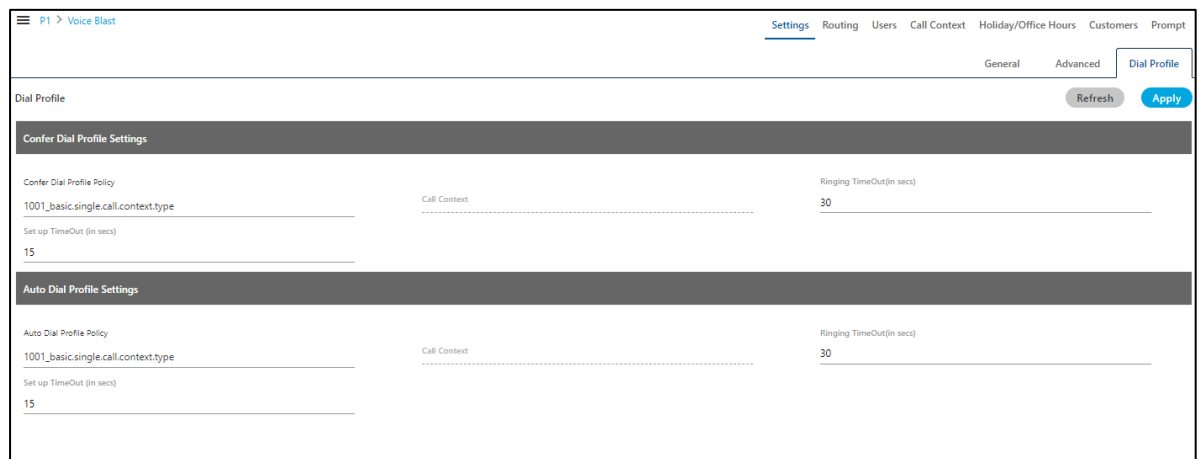 P1 > Voice Blast
Settings Routing Users Call Context Holiday/Office Hours Customers Prompt
General Advanced Dial Profile
Dial Profile Refresh Apply
Confer Dial Profile Settings
Confer Dial Profile Policy Call Context Ringing TimeOut(in secs)
1001_basic.single.call.context.type 30
Set up TimeOut (in secs)
15
Auto Dial Profile Settings
Auto Dial Profile Policy Call Context Ringing TimeOut(in secs)
1001_basic.single.call.context.type 30
Set up TimeOut (in secs)
15